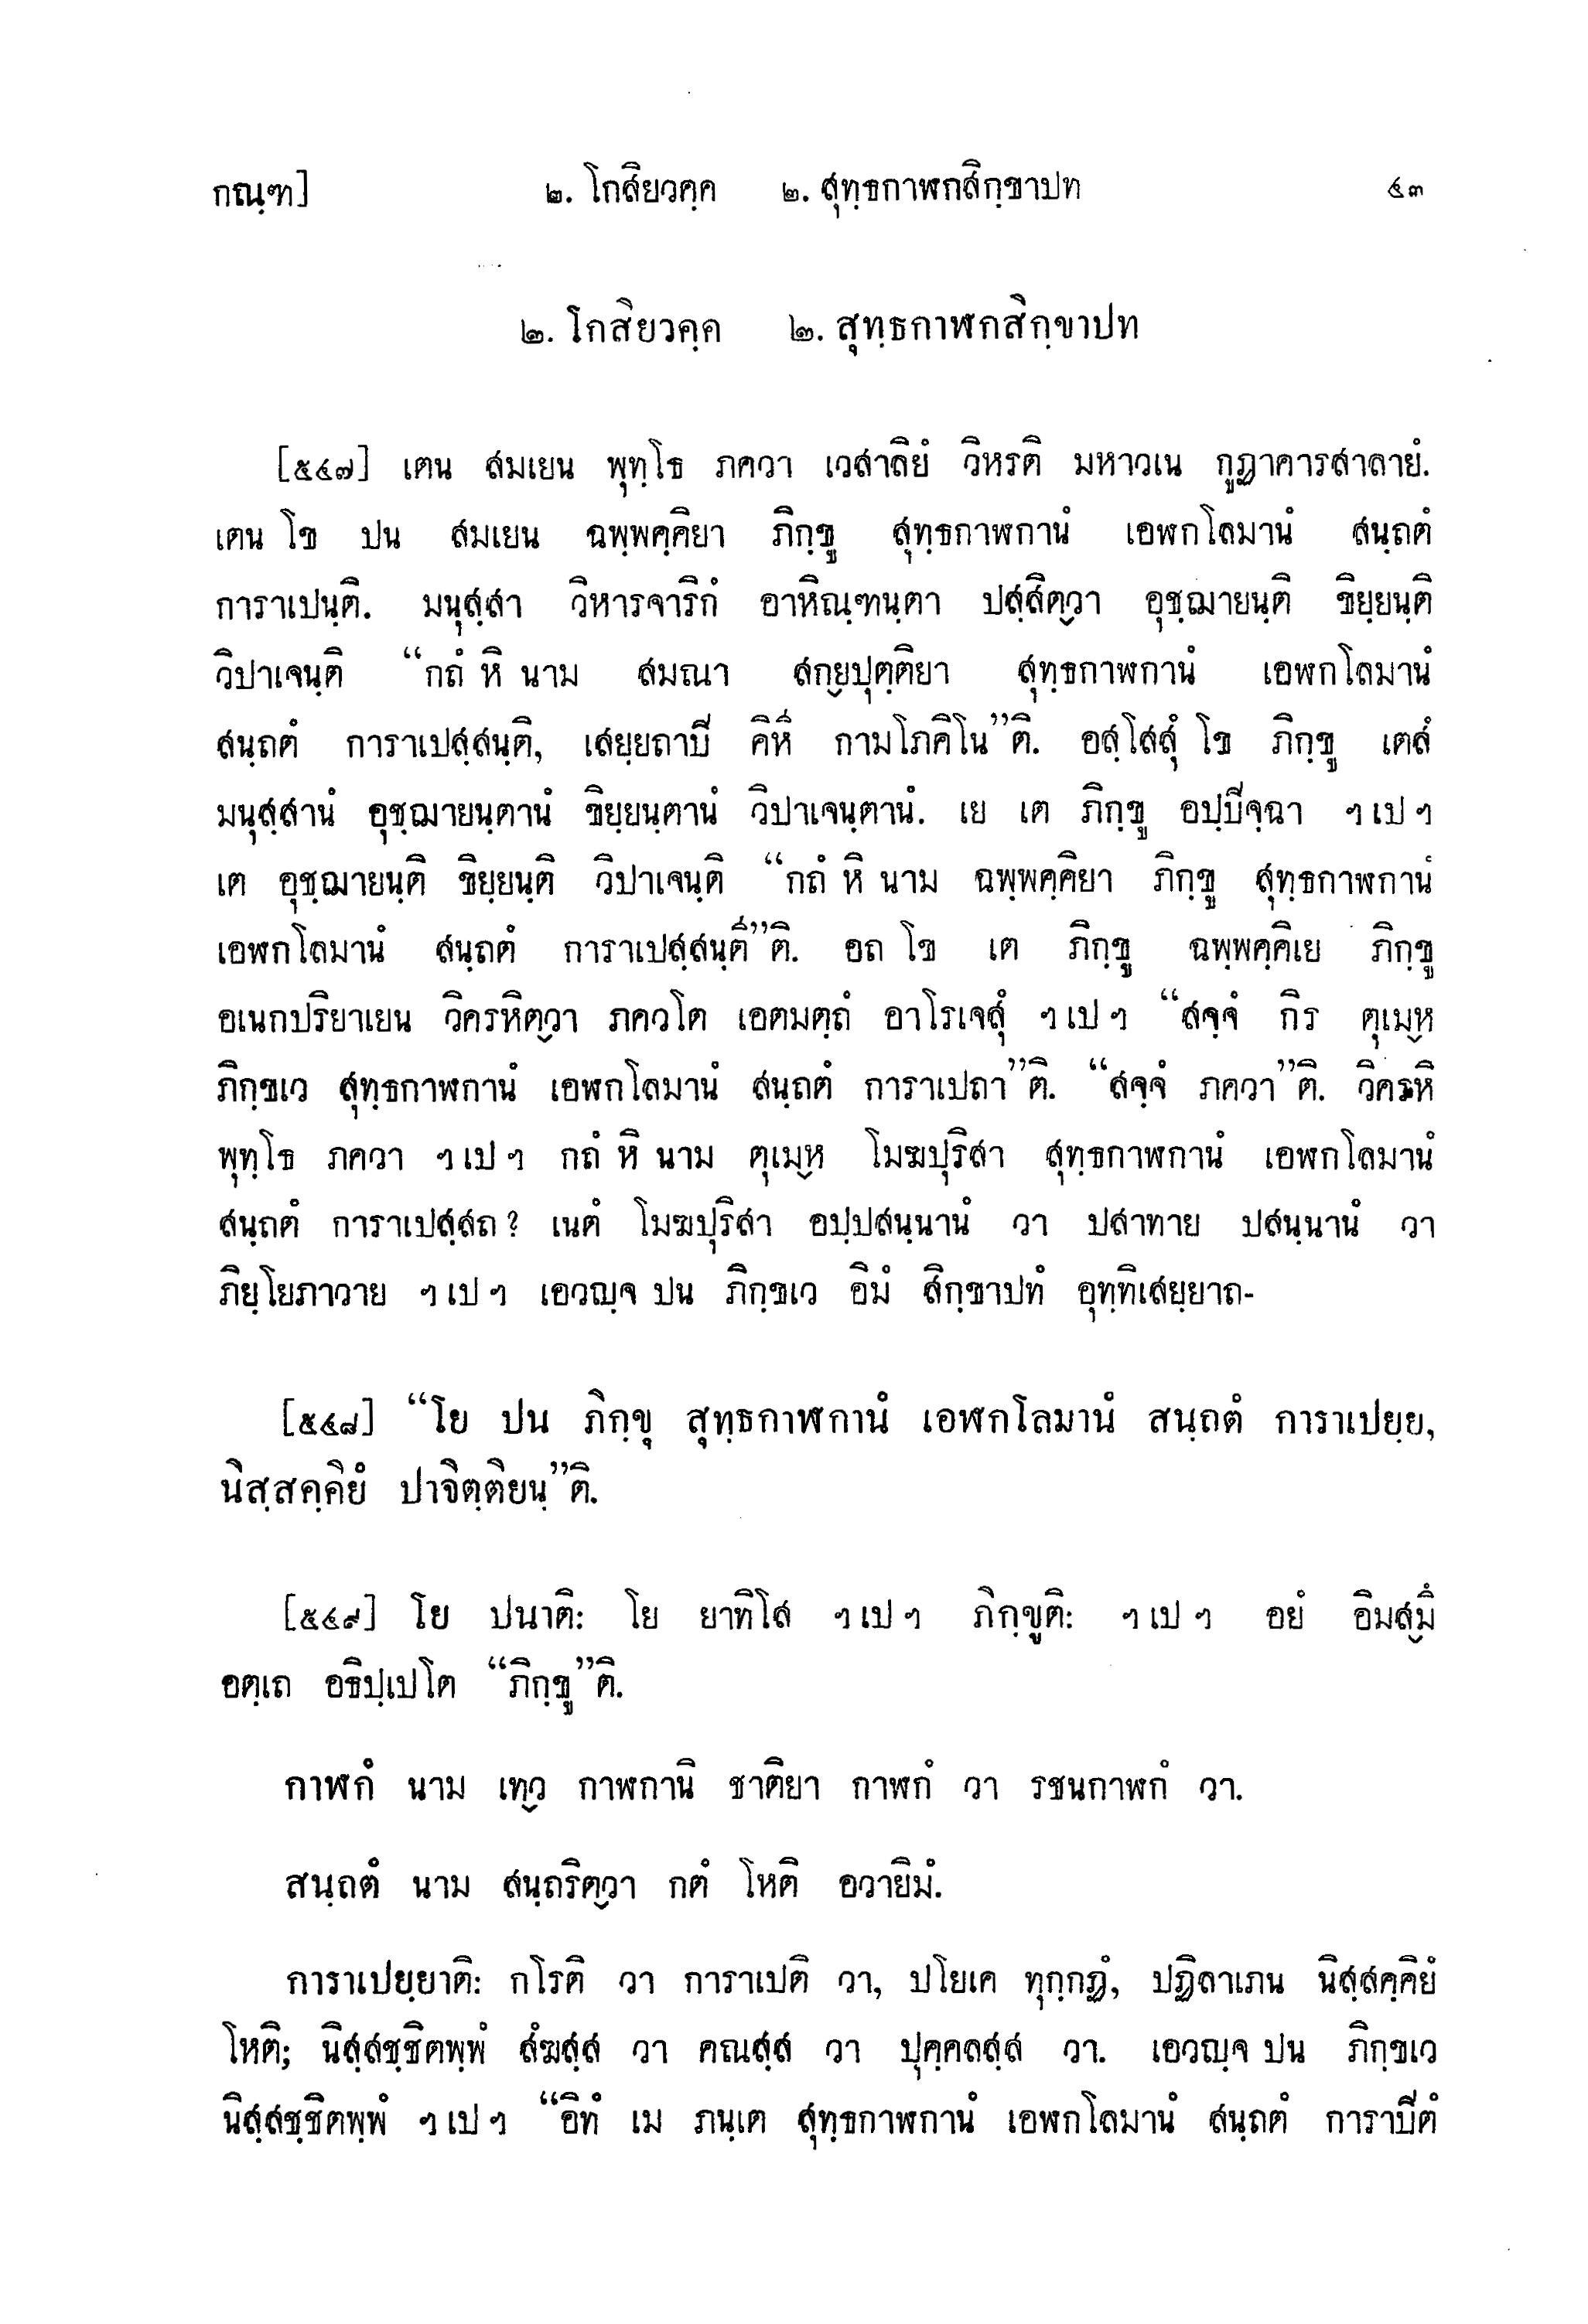 กณฺฑ] ๒. โกสิยวคฺค ๒. สุทฺธกาฬกสิกฺขาปท ๕๓
๒. โกสิยวคฺค ๒. สุทฺธกาฬกสิกฺขาปท
[๕๔๗] เตน สมเยน พุทฺโธ ภควา เวสาลิยํ วิหรติ มหาวเน กูฏาคารสาลายํ.
เตน โข ปน สมเยน ฉพฺพคฺคิยา ภิกฺขู สุทฺธกาฬกานํ เอฬกโลมานํ สนฺถตํ
การาเปนฺติ. มนุสฺสา วิหารจาริกํ อาหิณฺฑนฺตา ปสฺสิตฺวา อุชฺฌายนฺติ ขิยฺยนฺติ
วิปาเจนฺติ “กถํ หิ นาม สมณา สกฺยปุตฺติยา สุทฺธกาฬกานํ เอฬกโลมานํ
สนฺถตํ การาเปสฺสนฺติ, เสยฺยถาปิ คิหี กามโภคิโน”ติ. อสฺโสสุํ โข ภิกฺขู เตสํ
มนุสฺสานํ อุชฺฌายนฺตานํ ขิยฺยนฺตานํ วิปาเจนฺตานํ. เย เต ภิกฺขู อปฺปิจฺฉา ฯ เป ฯ
เต อุชฺฌายนฺติ ขิยฺยนฺติ วิปาเจนฺติ “กถํ หิ นาม ฉพฺพคฺคิยา ภิกฺขู สุทฺธกาฬกานํ
เอฬกโลมานํ สนฺถตํ การาเปสฺสนฺตี”ติ. อถ โข เต ภิกฺขู ฉพฺพคฺคิเย ภิกฺขู
อเนกปริยาเยน วิครหิตฺวา ภควโต เอตมตฺถํ อาโรเจสุํ ฯ เป ฯ “สจฺจํ กิร ตุเมฺห
ภิกฺขเว สุทฺธกาฬกานํ เอฬกโลมานํ สนฺถตํ การาเปถา”ติ. “สจฺจํ ภควา”ติ. วิครหิ
พุทฺโธ ภควา ฯ เป ฯ กถํ หิ นาม ตุเมฺห โมฆปุริสา สุทฺธกาฬกานํ เอฬกโลมานํ
สนฺถตํ การาเปสฺสถ? เนตํ โมฆปุริสา อปฺปสนฺนานํ วา ปสาทาย ปสนฺนานํ วา
ภิยฺโยภาวาย ฯ เป ฯ เอวญฺจ ปน ภิกฺขเว อิมํ สิกฺขาปทํ อุทฺทิเสยฺยาถ-
[๕๔๘] “โย ปน ภิกฺขุ สุทฺธกาฬกานํ เอฬกโลมานํ สนฺถตํ การาเปยฺย,
นิสฺสคฺคิยํ ปาจิตฺติยนฺ”ติ.
[๕๔๙] โย ปนาติ: โย ยาทิโส ฯ เป ฯ ภิกฺขูติ: ฯ เป ฯ อยํ อิมสฺมึ
อตฺเถ อธิปฺเปโต “ภิกฺขู”ติ.
กาฬกํ นาม เทฺว กาฬกานิ ชาติยา กาฬกํ วา รชนกาฬกํ วา.
สนฺถตํ นาม สนฺถริตฺวา กตํ โหติ อวายิมํ.
การาเปยฺยาติ: กโรติ วา การาเปติ วา, ปโยเค ทุกฺกฏํ, ปฏิลาเภน นิสฺสคฺคิยํ
โหติ; นิสฺสชฺชิตพฺพํ สํฆสฺส วา คณสฺส วา ปุคฺคลสฺส วา. เอวญฺจ ปน ภิกฺขเว
นิสฺสชฺชิตพฺพํ ฯ เป ฯ “อิทํ เม ภนฺเต สุทฺธกาฬกานํ เอฬกโลมานํ สนฺถตํ การาปิตํ